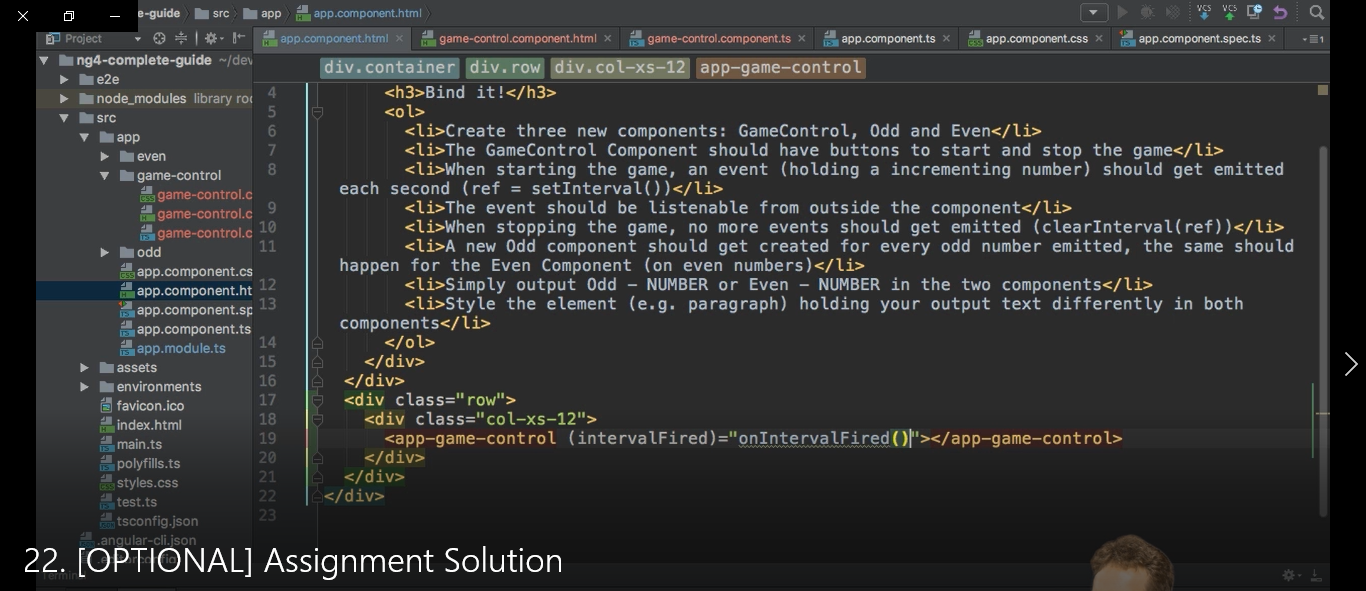 e-guide src app app.component.html
VCS VCS
Project
app.component.html game-control.component.html game-control.component.ts app.component.ts app.component.css app.component.spec.ts
div.container div.row div.col-xs-12 app-game-control
ng4-complete-guide ~/dev
e2e
node_modules library roo
src
app
even
game-control
game-control.c
game-control.c
game-control.c
odd
app.component.cs
app.component.ht
app.component.sp
app.component.ts
app.module.ts
assets
environments
favicon.ico
index.html
main.ts
polyfills.ts
styles.css
test.ts
tsconfig.json
.angular-cli.json
4 <h3>Bind it!</h3>
5 <ol>
6 <li>Create three new components: GameControl, Odd and Even</li>
7 <li>The GameControl Component should have buttons to start and stop the game</li>
8 <li>When starting the game, an event (holding a incrementing number) should get emitted
each second (ref = setInterval())</li>
9 <li>The event should be listenable from outside the component</li>
10 <li>When stopping the game, no more events should get emitted (clearInterval(ref))</li>
11 <li>A new Odd component should get created for every odd number emitted, the same should
happen for the Even Component (on even numbers)</li>
12 <li>Simply output Odd - NUMBER or Even - NUMBER in the two components</li>
13 <li>Style the element (e.g. paragraph) holding your output text differently in both
components</li>
14 </ol>
15 </div>
16 </div>
17 <div class="row">
18 <div class="col-xs-12">
19 <app-game-control (intervalFired)="onIntervalFired()"></app-game-control>
20 </div>
21 </div>
22 </div>
23
22. [OPTIONAL] Assignment Solution